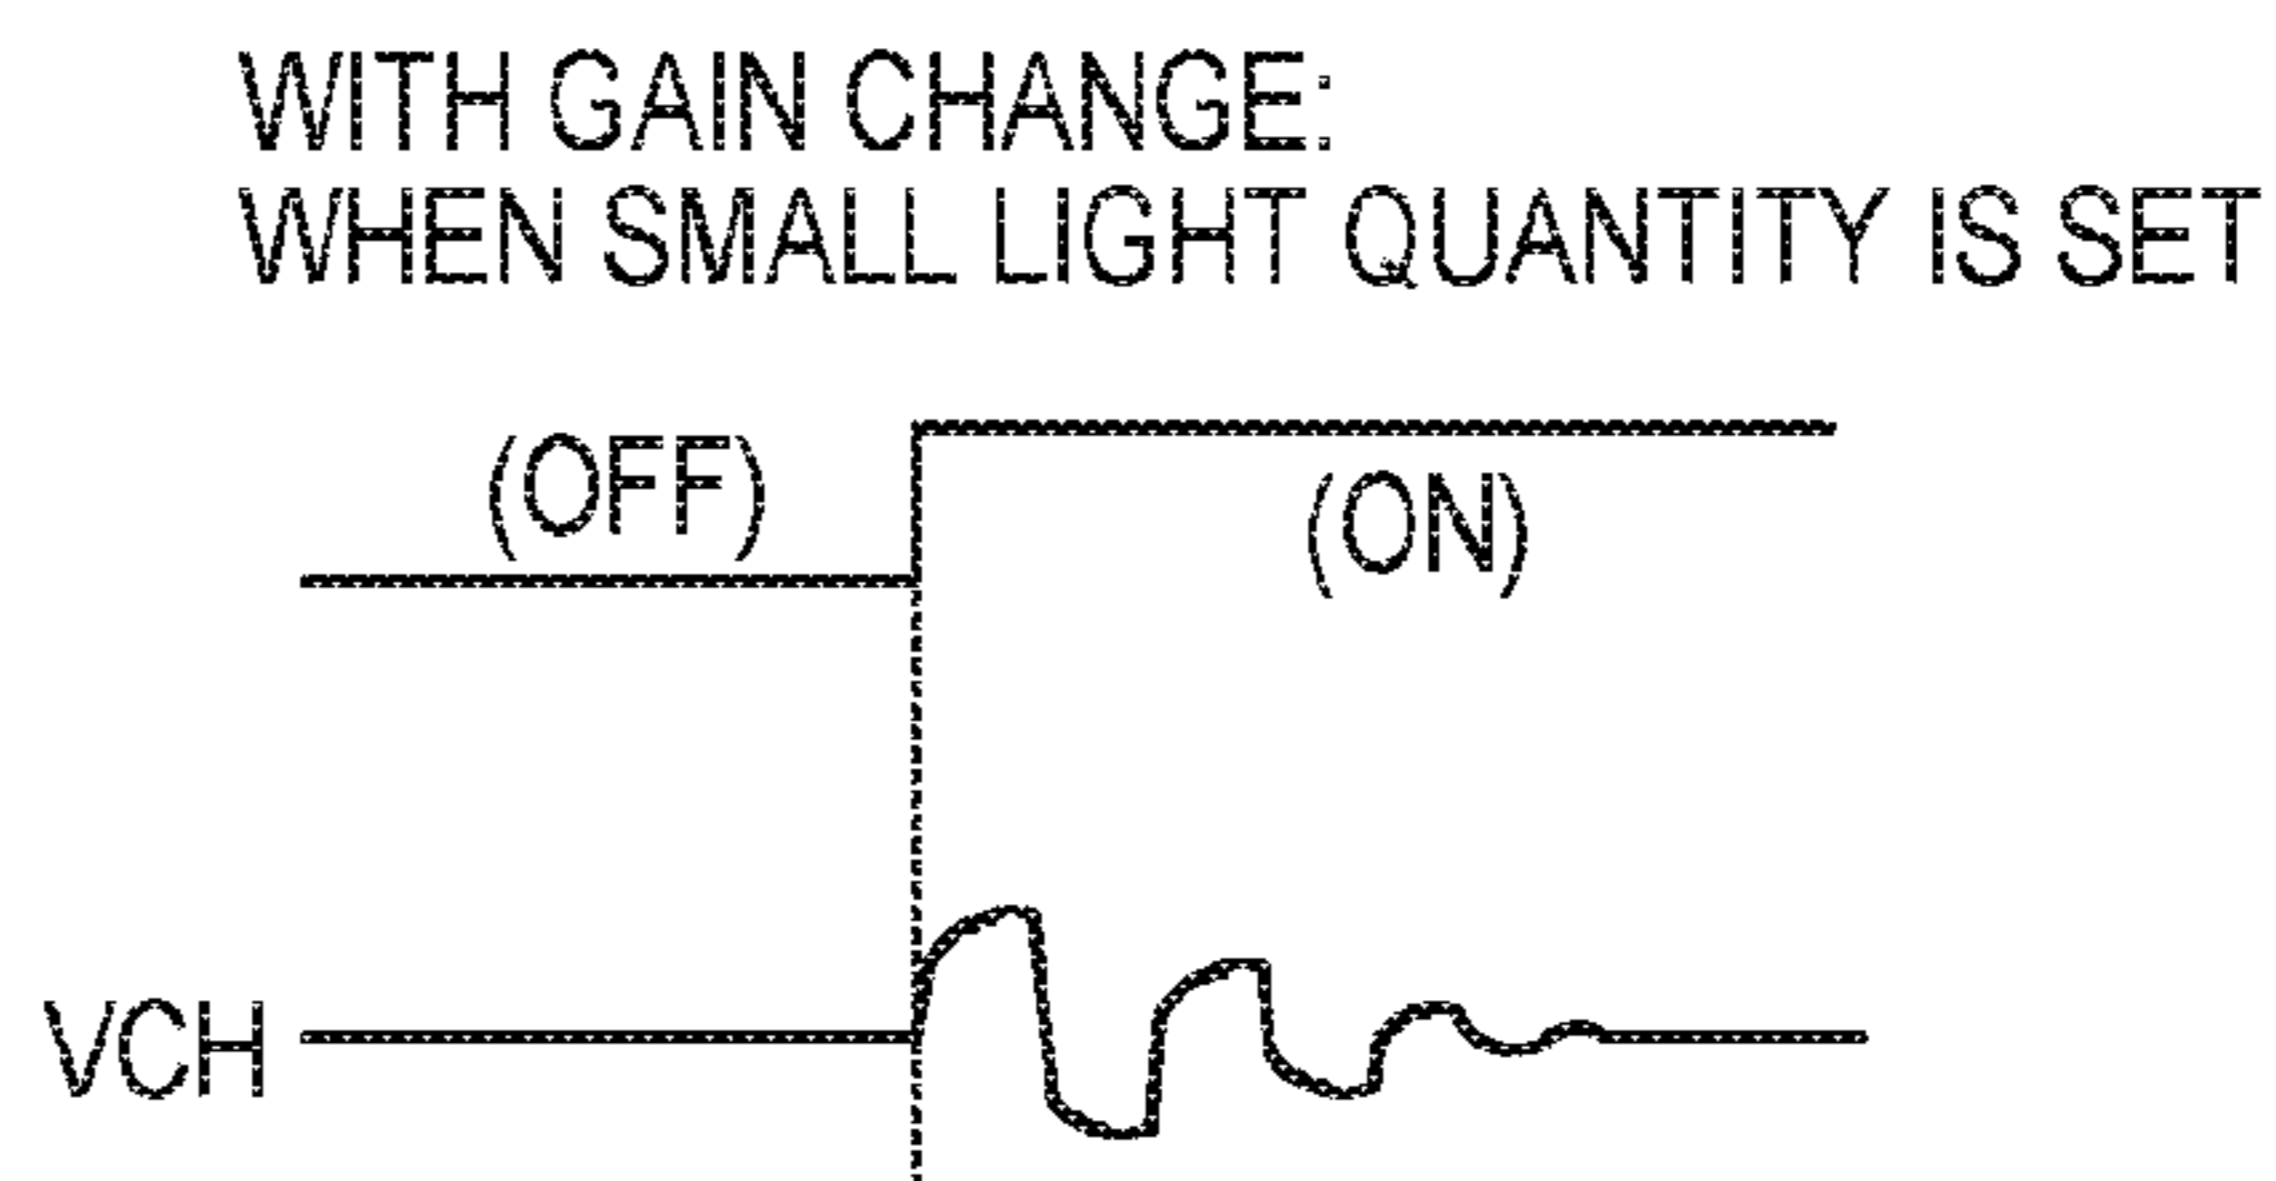 WITH GAIN CHANGE:
WHEN SMALL LIGHT QUANTITY IS SET
(OFF)
(ON)
VCH